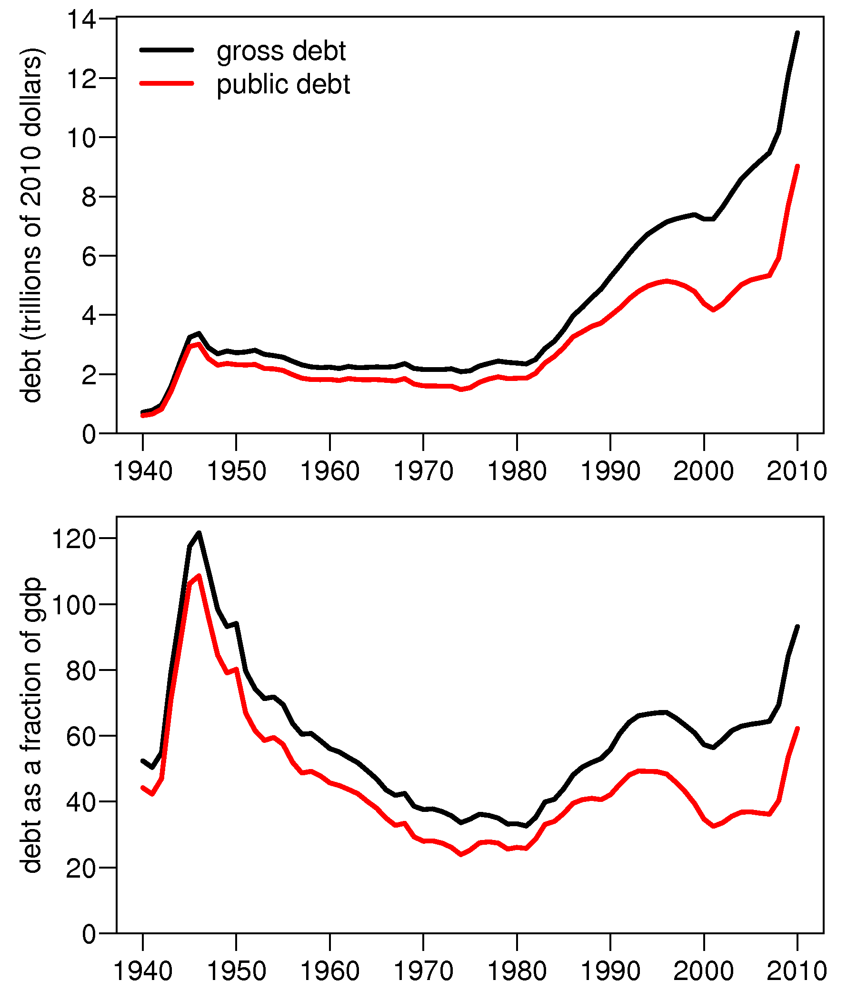 debt (trillions of 2010 dollars)
14
12
10
8
6
4
2
0
gross debt
public debt
1940 1950 1960 1970 1980 1990 2000 2010
debt as a fraction of gdp
120
100
80
60
40
20
0
1940 1950 1960 1970 1980 1990 2000 2010